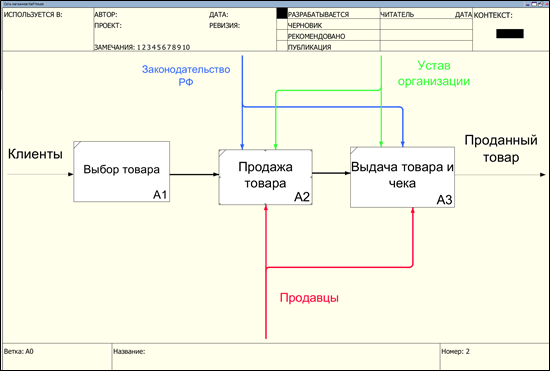 ИСПОЛЬЗУЕТСЯ В:
АВТОР:
ДАТА:
РАЗРАБАТЫВАЕТСЯ
ЧИТАТЕЛЬ
ДАТА
КОНТЕКСТ:
ПРОЕКТ:
РЕВИЗИЯ:
ЧЕРНОВИК
РЕКОМЕНДОВАНО
ЗАМЕЧАНИЯ: 1 2 3 4 5 6 7 8 9 10
ПУБЛИКАЦИЯ
Законодательство
РФ
Устав
организации
Клиенты
Выбор товара
A1
Продажа
товара
A2
Выдача товара и
чека
A3
Проданный
товар
Продавцы
Ветка: A0
Название:
Номер: 2